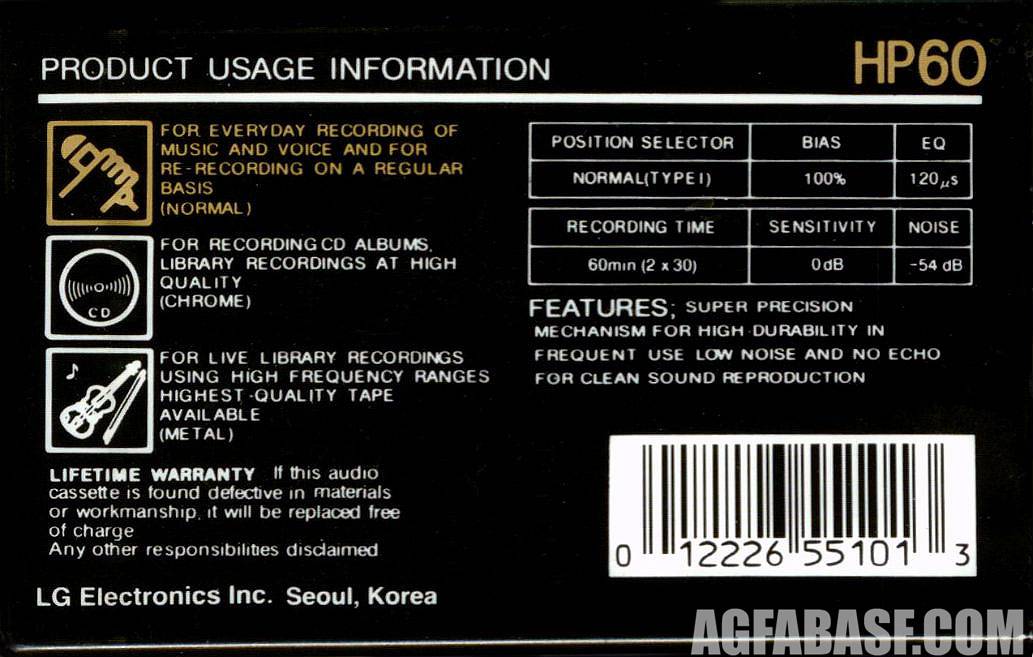 PRODUCT USAGE INFORMATION
HP60
FOR EVERYDAY RECORDING OF
MUSIC AND VOICE AND FOR
RE-RECORDING ON A REGULAR
BASIS
(NORMAL)
CD
FOR RECORDING CD ALBUMS,
LIBRARY RECORDINGS AT HIGH
QUALITY
(CHROME)
FOR LIVE LIBRARY RECORDINGS
USING HIGH FREQUENCY RANGES
HIGHEST-QUALITY TAPE
AVAILABLE
(METAL)
LIFETIME WARRANTY If this audio
cassette is found defective in materials
or workmanship, it will be replaced free
of charge
Any other responsibilities disclaimed
LG Electronics Inc. Seoul, Korea
POSITION SELECTOR BIAS EQ
NORMAL(TYPE I) 100% 120μs
RECORDING TIME SENSITIVITY NOISE
60min (2 x 30) 0dB -54 dB
FEATURES; SUPER PRECISION
MECHANISM FOR HIGH DURABILITY IN
FREQUENT USE LOW NOISE AND NO ECHO
FOR CLEAN SOUND REPRODUCTION
0 12226 55101 3
AGFABASE.COM